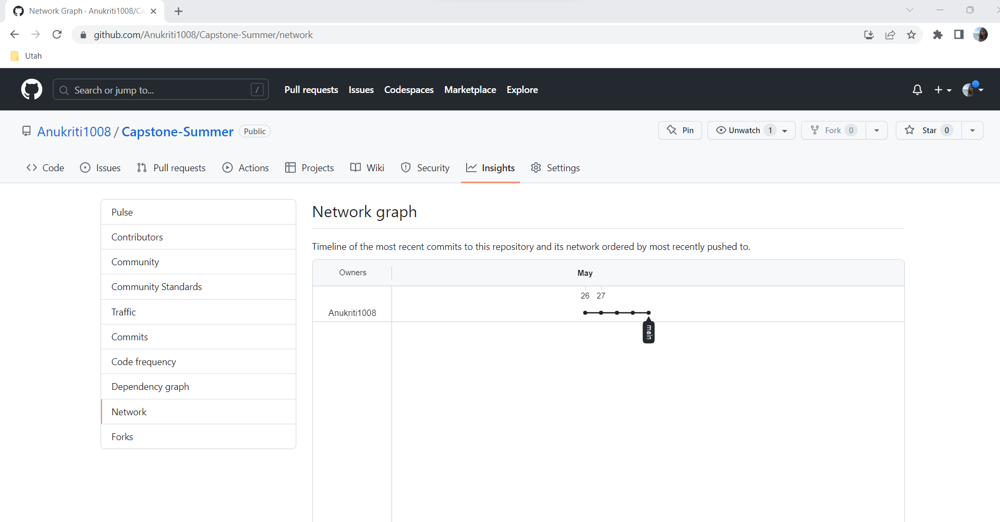 Network Graph · Anukriti1008/Ca
github.com/Anukriti1008/Capstone-Summer/network
Utah
Search or jump to... / Pull requests Issues Codespaces Marketplace Explore
Anukriti1008 / Capstone-Summer Public Pin Unwatch 1 Fork 0 Star 0
Code Issues Pull requests Actions Projects Wiki Security Insights Settings
Pulse
Contributors
Community
Community Standards
Traffic
Commits
Code frequency
Dependency graph
Network
Forks
Network graph
Timeline of the most recent commits to this repository and its network ordered by most recently pushed to.
Owners May
26 27
Anukriti1008
main